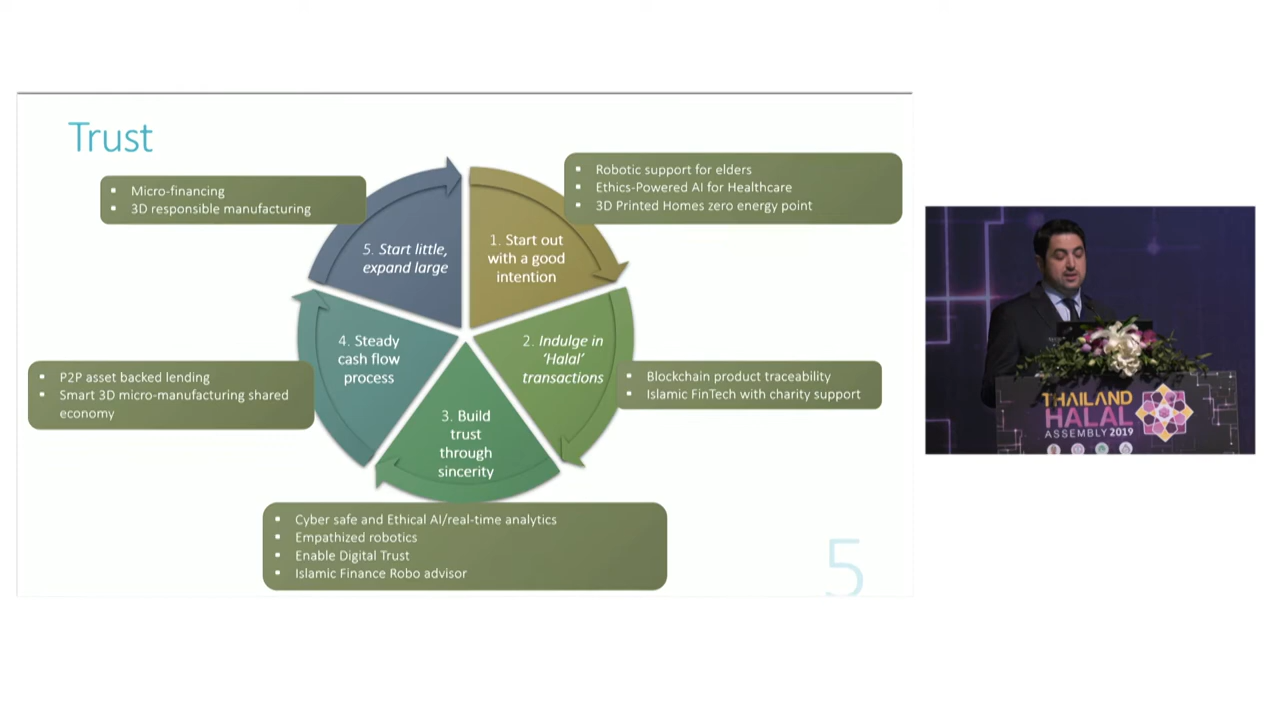 Trust
Micro-financing
3D responsible manufacturing
Robotic support for elders
Ethics-Powered AI for Healthcare
3D Printed Homes zero energy point
5. Start little,
expand large
1. Start out
with a good
intention
4. Steady
cash flow
process
2. Indulge in
‘Halal’
transactions
P2P asset backed lending
Smart 3D micro-manufacturing shared
economy
Blockchain product traceability
Islamic FinTech with charity support
3. Build
trust
through
sincerity
Cyber safe and Ethical AI/real-time analytics
Empathized robotics
Enable Digital Trust
Islamic Finance Robo advisor
5
THAILAND
HALAL
ASSEMBLY 2019